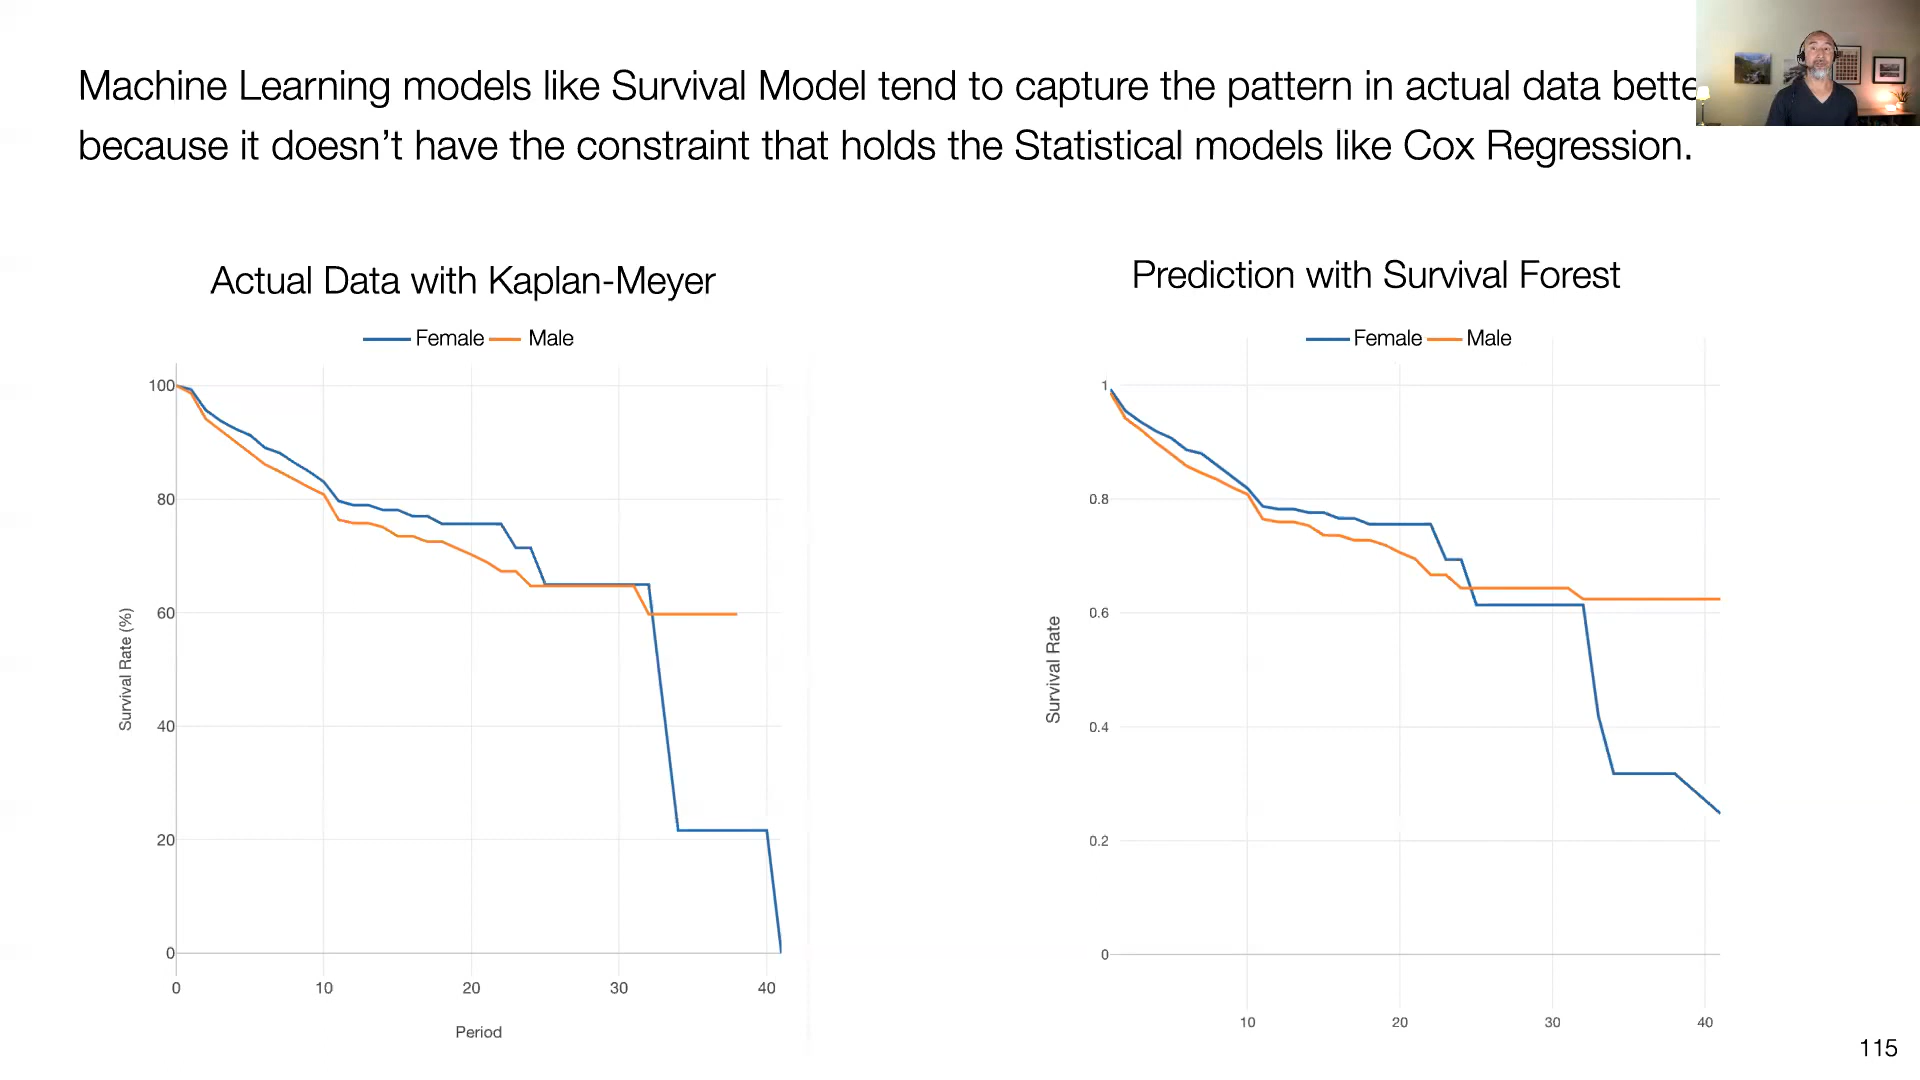 Machine Learning models like Survival Model tend to capture the pattern in actual data bette
because it doesn’t have the constraint that holds the Statistical models like Cox Regression.
Actual Data with Kaplan-Meyer
Female Male
100
80
60
40
20
0
Survival Rate (%)
0 10 20 30 40
Period
Prediction with Survival Forest
Female Male
1
0.8
0.6
0.4
0.2
0
Survival Rate
10 20 30 40
115